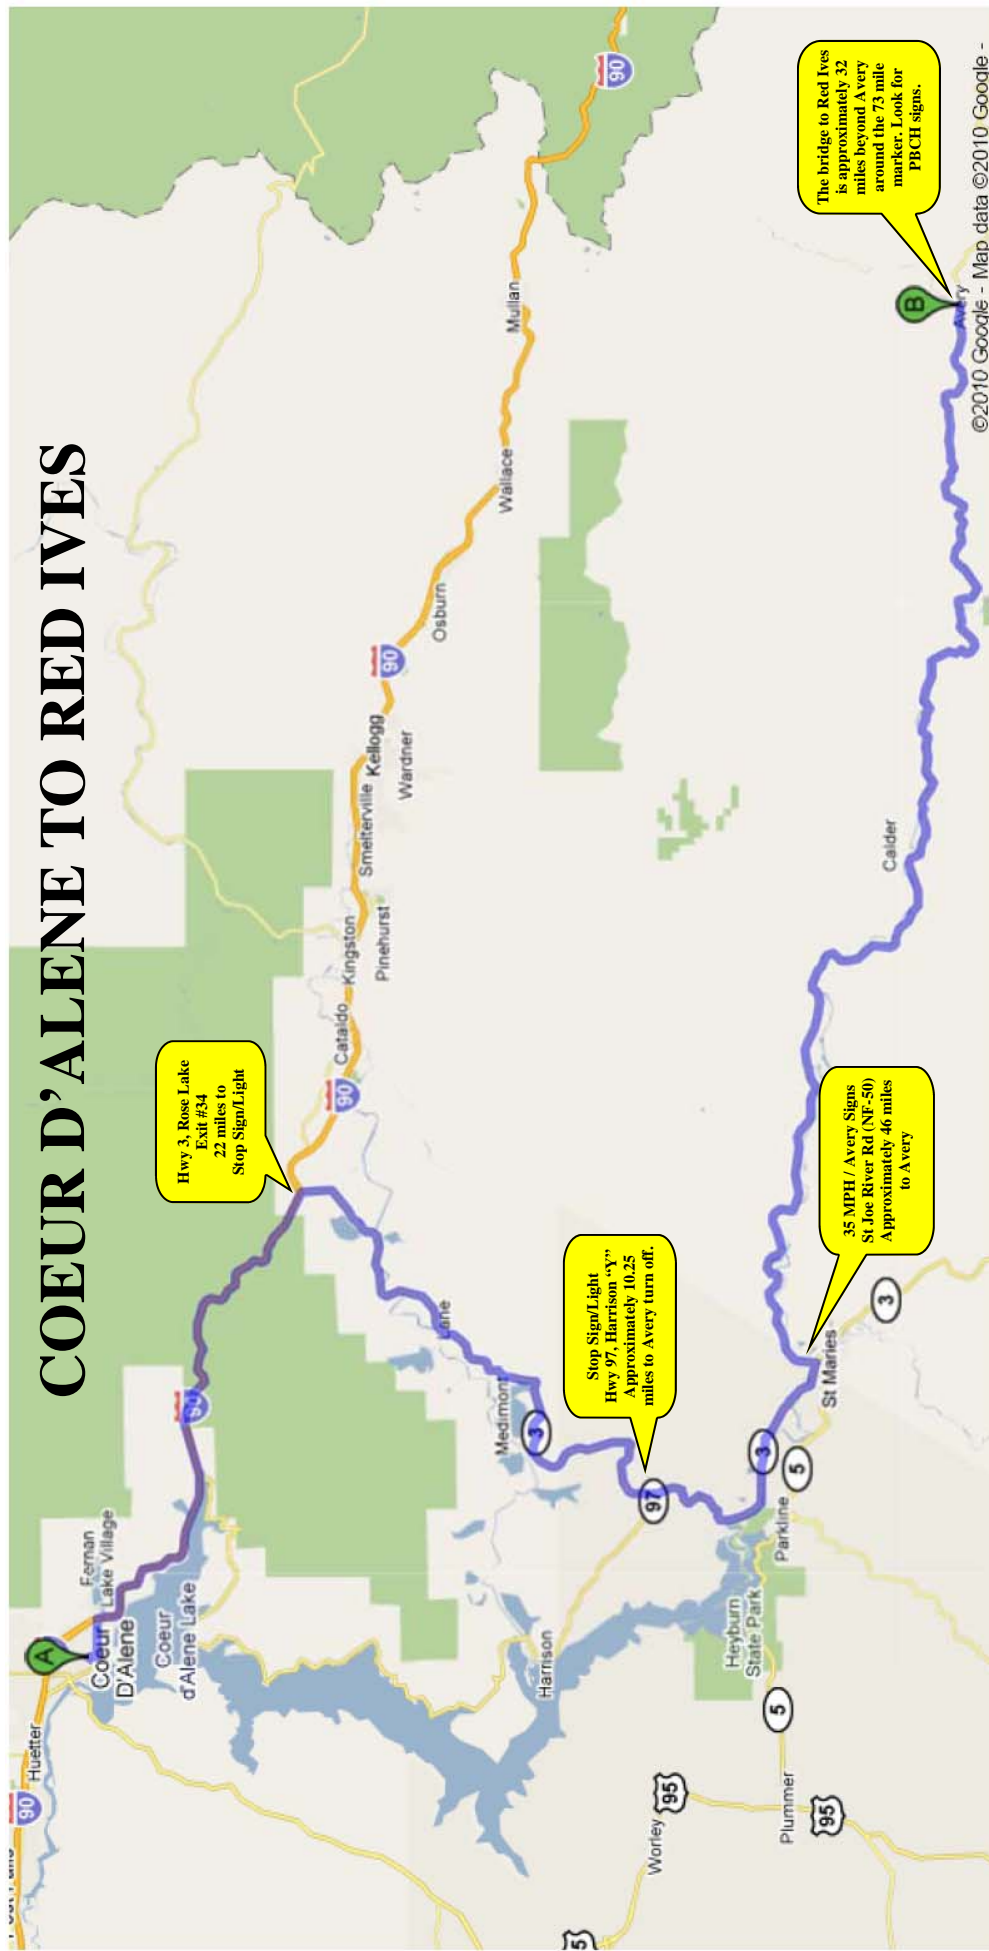 COEUR D'ALENE TO RED IVES
Hwy 3, Rose Lake
Exit #34
22 miles to
Stop Sign/Light
Stop Sign/Light
Hwy 97, Harrison “Y”
Approximately 10.25
miles to Avery turn off.
35 MPH / Avery Signs
St Joe River Rd (NF-50)
Approximately 46 miles
to Avery
The bridge to Red Ives
is approximately 32
miles beyond Avery
around the 73 mile
marker. Look for
PBCH signs.
90
Huetter
A
Coeur
D'Alene
Fernan
Lake Village
Coeur
d'Alene Lake
90
90
Cataldo
Kingston
Pinehurst
Smelterville
Kellogg
Wardner
90
Osburn
Wallace
Mullan
90
Lane
Medimont
3
Harrison
97
Heyburn
State Park
Parkline
3
5
St Maries
3
5
Worley
95
Plummer
95
5
Calder
B
Avery
©2010 Google - Map data ©2010 Google -